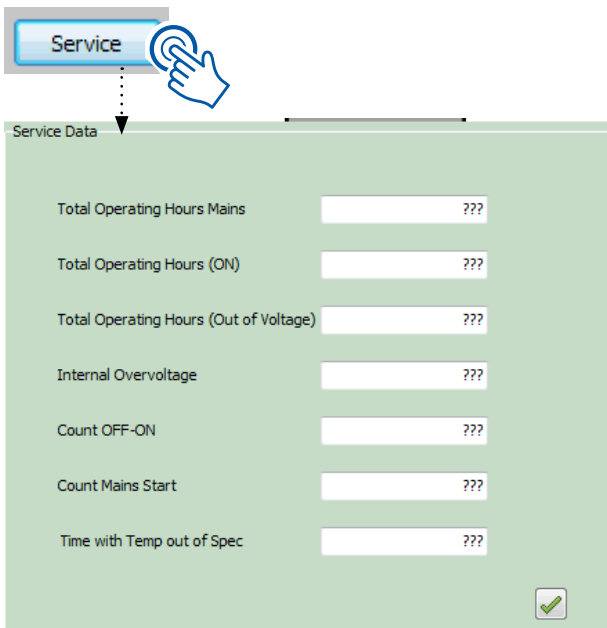 Service
Service Data
Total Operating Hours Mains ???
Total Operating Hours (ON) ???
Total Operating Hours (Out of Voltage) ???
Internal Overvoltage ???
Count OFF-ON ???
Count Mains Start ???
Time with Temp out of Spec ???